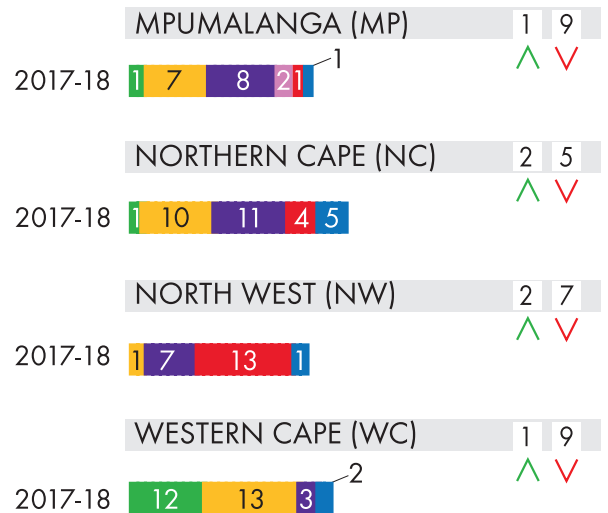 MPUMALANGA (MP) 1 9
1
2017-18 1 7 8 2 1
NORTHERN CAPE (NC) 2 5
2017-18 1 10 11 4 5
NORTH WEST (NW) 2 7
2017-18 1 7 13 1
WESTERN CAPE (WC) 1 9
2
2017-18 12 13 3